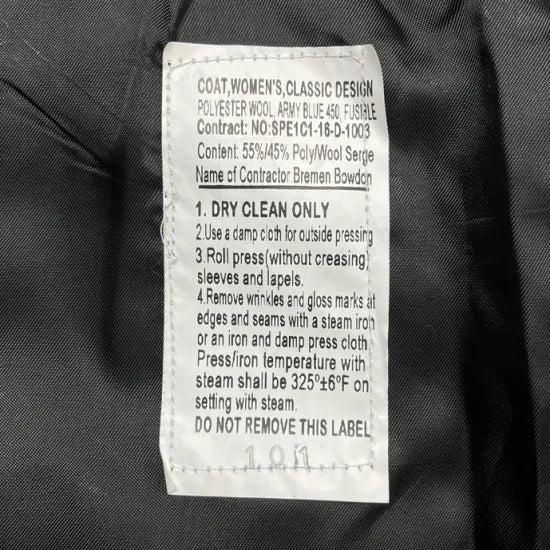 COAT,WOMEN'S,CLASSIC DESIGN
POLYESTER WOOL, ARMY BLUE 450, FUSIBLE
Contract: NO:SPE1C1-16-D-1003
Content: 55%/45% Poly/Wool Serge
Name of Contractor:Bremen Bowdon
1. DRY CLEAN ONLY
2.Use a damp cloth for outside pressing
3.Roll press(without creasing)
sleeves and lapels.
4.Remove wrinkles and gloss marks at
edges and seams with a steam iron
or an iron and damp press cloth
Press/iron temperature with
steam shall be 325º±6ºF on
setting with steam.
DO NOT REMOVE THIS LABEL
101